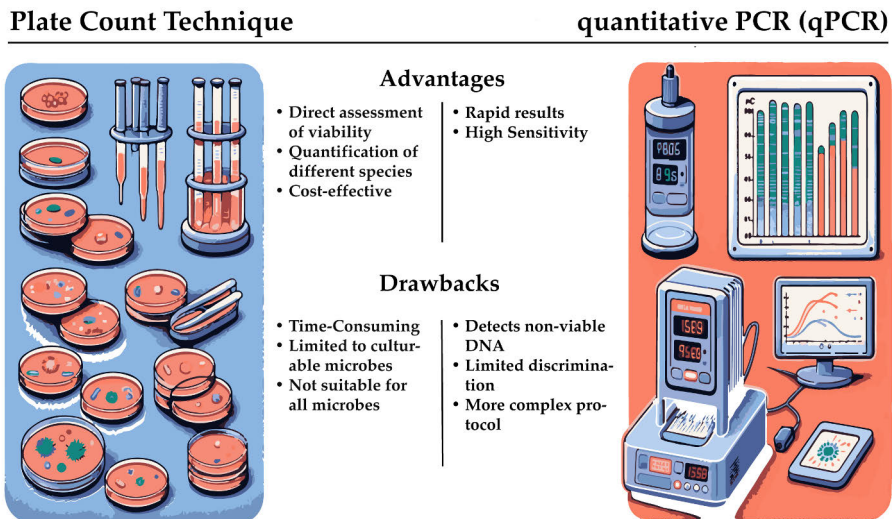 Plate Count Technique
quantitative PCR (qPCR)
Advantages
• Direct assessment
of viability
• Quantification of
different species
• Cost-effective
• Rapid results
• High Sensitivity
Drawbacks
• Time-Consuming
• Limited to cultur-
able microbes
• Not suitable for
all microbes
• Detects non-viable
DNA
• Limited discrimina-
tion
• More complex pro-
tocol